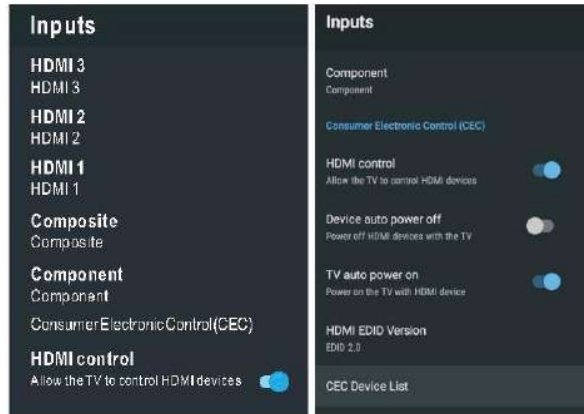 Inputs
HDMI 3
HDMI 3
HDMI 2
HDMI 2
HDMI 1
HDMI 1
Composite
Composite
Component
Component
ConsumerElectronicControl(CEC)
HDMI control
Allow the TV to control HDMI devices
Inputs
Component
Component
Consumer Electronic Control (CEC)
HDMI control
Allow the TV to control HDMI devices
Device auto power off
Power off HDMI devices with the TV
TV auto power on
Power on the TV with HDMI device
HDMI EDID Version
EDID 2.0
CEC Device List